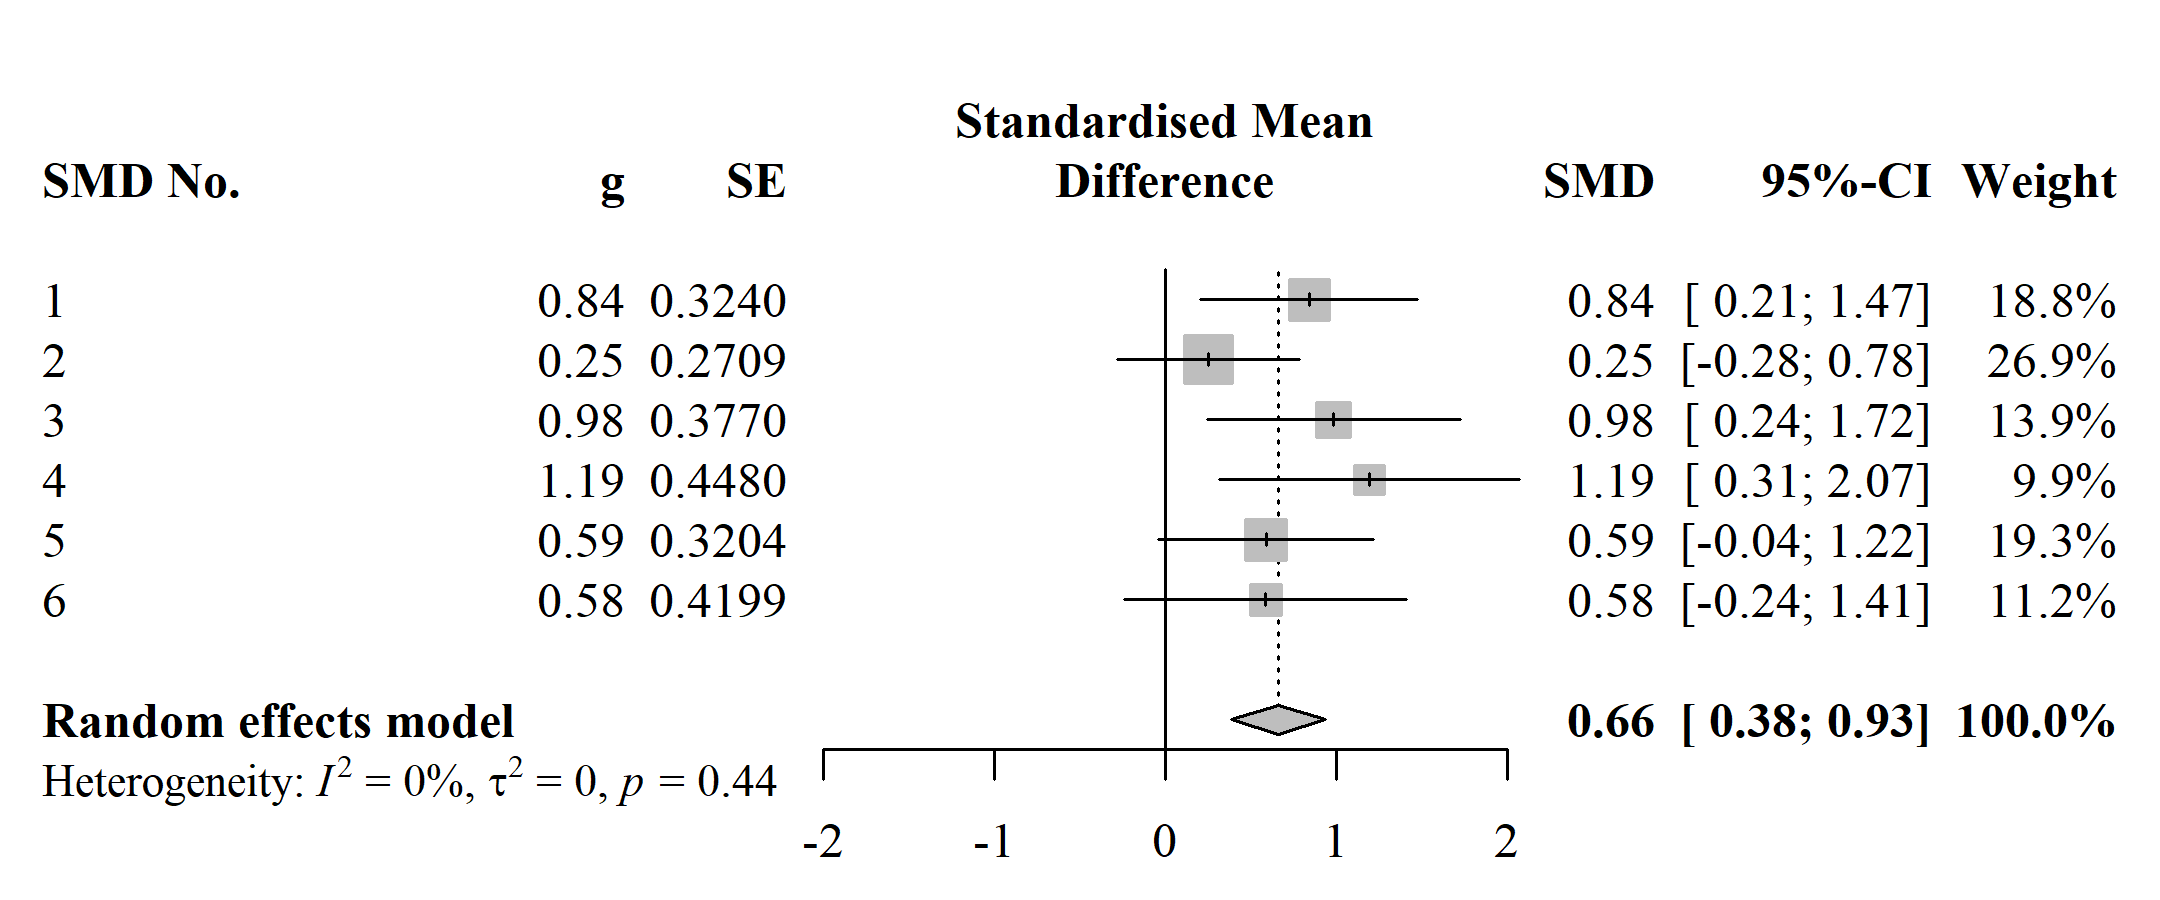 Standardised Mean
SMD No. g SE Difference SMD 95%-CI Weight
1 0.84 0.3240 0.84 [ 0.21; 1.47] 18.8%
2 0.25 0.2709 0.25 [-0.28; 0.78] 26.9%
3 0.98 0.3770 0.98 [ 0.24; 1.72] 13.9%
4 1.19 0.4480 1.19 [ 0.31; 2.07] 9.9%
5 0.59 0.3204 0.59 [-0.04; 1.22] 19.3%
6 0.58 0.4199 0.58 [-0.24; 1.41] 11.2%
Random effects model 0.66 [ 0.38; 0.93] 100.0%
Heterogeneity: I² = 0%, τ² = 0, p = 0.44
-2 -1 0 1 2